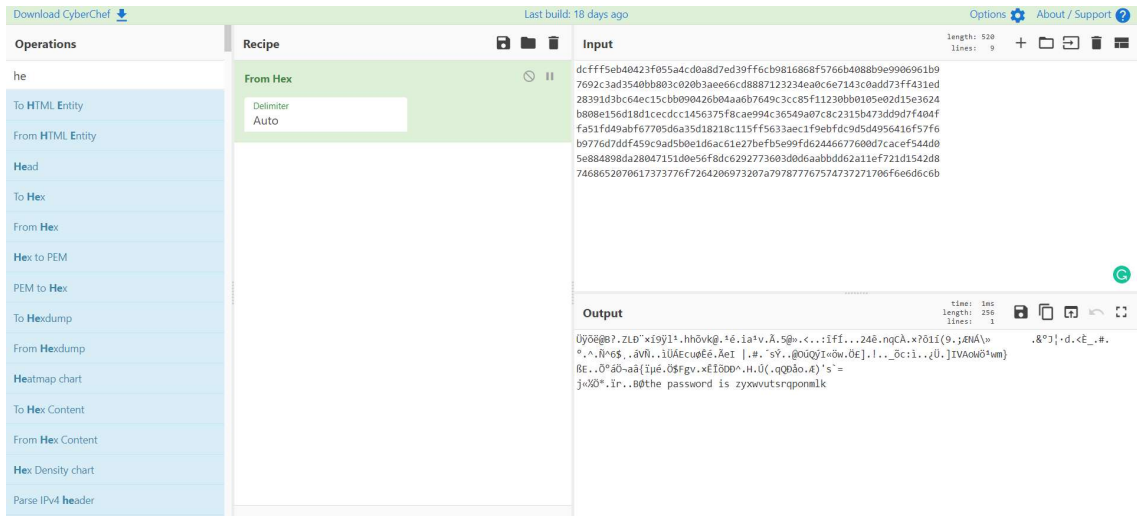 Download CyberChef
Last build: 18 days ago
Options
About / Support
Operations
Recipe
Input
length: 520
lines: 9
he
To HTML Entity
From HTML Entity
Head
To Hex
From Hex
Hex to PEM
PEM to Hex
To Hexdump
From Hexdump
Heatmap chart
To Hex Content
From Hex Content
Hex Density chart
Parse IPv4 header
From Hex
Delimiter
Auto
dcfff5eb40423f055a4cd0a8d7ed39ff6cb9816868f5766b4088b9e9906961b9
7692c3ad3540bb803c020b3aee66cd8887123234ea0c6e7143c0add73ff431ed
28391d3bc64ec15cbb090426b04aa6b7649c3cc85f11230bb0105e02d15e3624
b808e156d18d1cecdcc1456375f8cae994c36549a07c8c2315b473dd9d7f404f
fa51fd49abf67705d6a35d18218c115ff5633aec1f9ebfdc9d5d4956416f57f6
b9776d7ddf459c9ad5b0e1d6ac61e27befb5e99fd62446677600d7cacef544d0
5e884898da28047151d0e56f8dc6292773603d0d6aabbdd62a11ef721d1542d8
7468652070617373776f7264206973207a7978777675747372717​06f6e6d6c6b
Output
time: 1ms
length: 256
lines: 1
the password is zyxwvutsrqponmlk